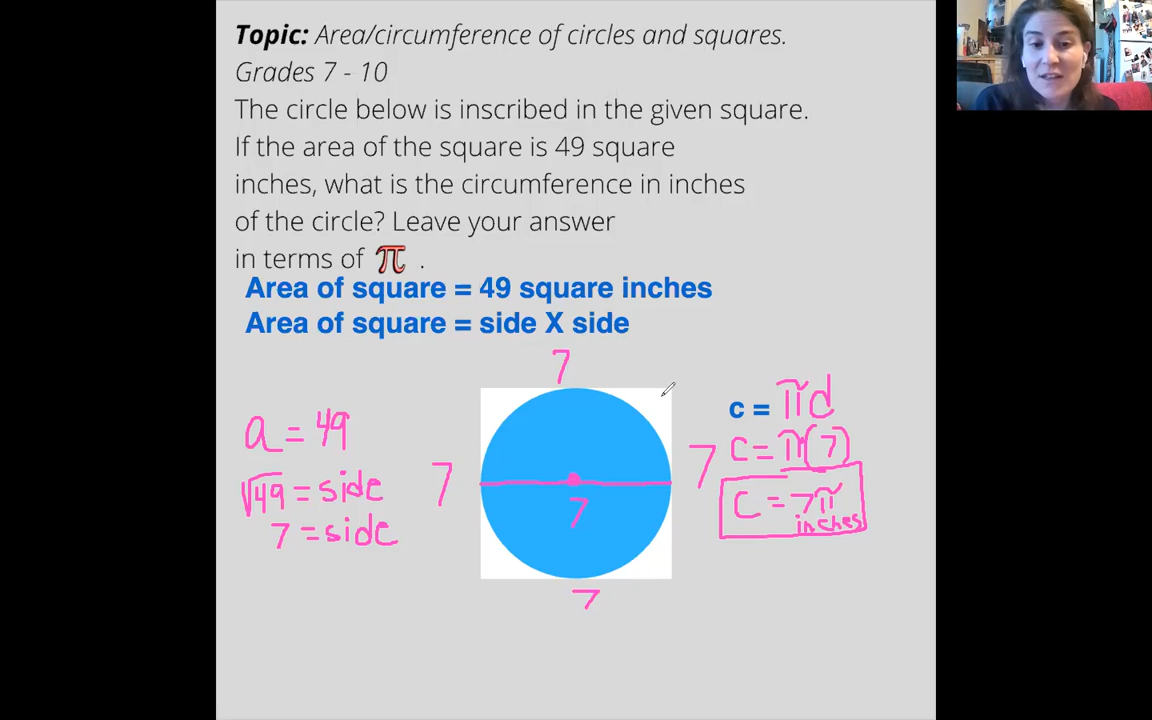 Topic: Area/circumference of circles and squares.
Grades 7 - 10
The circle below is inscribed in the given square.
If the area of the square is 49 square
inches, what is the circumference in inches
of the circle? Leave your answer
in terms of π .
Area of square = 49 square inches
Area of square = side X side
7
a = 49
√49 = side
7 = side
7
7
7
7
c = πd
C = π(7)
C = 7π
inches